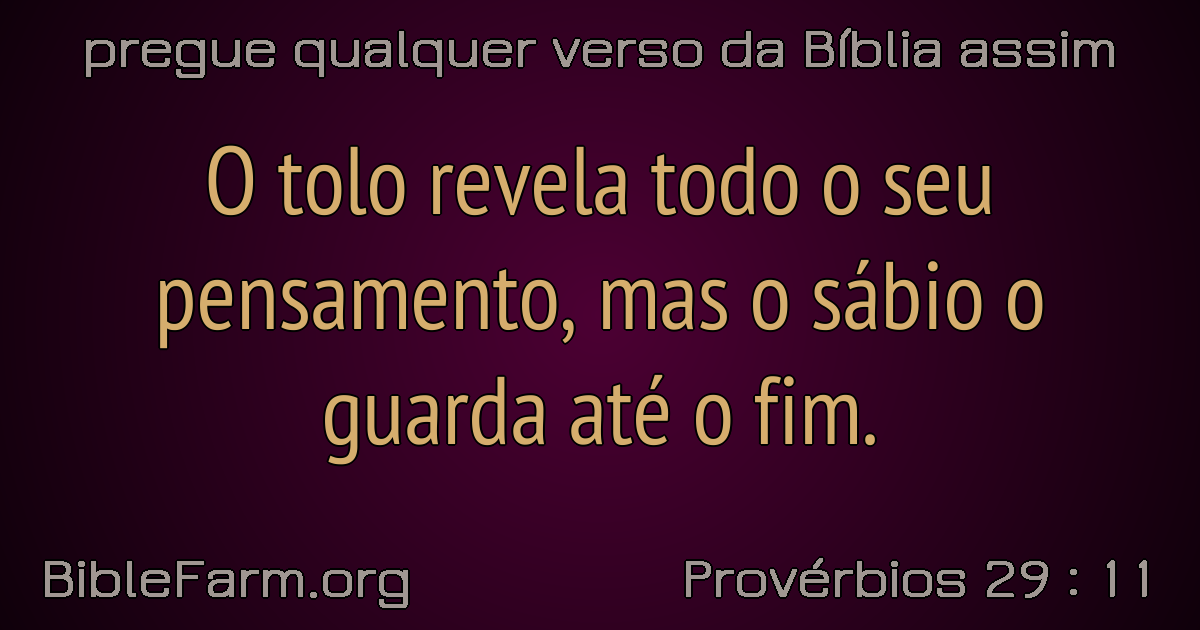 pregue qualquer verso da Bíblia assim
O tolo revela todo o seu
pensamento, mas o sábio o
guarda até o fim.
BibleFarm.org
Provérbios 29 : 11